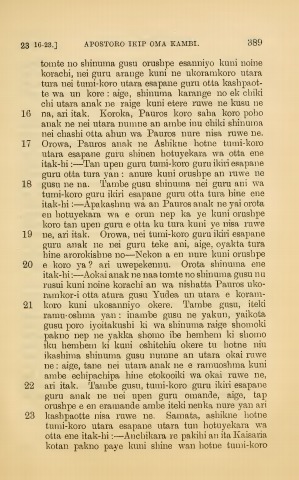 23 16-23.] APOSTORO IKIP OMA KAMBI. 389
tomte no shinuma gusu orushpe esamniyo kuni noine
korachi, nei guru arange kuni ne ukoramkoro utara
tura nei tumi-koro utara esapane guru otta kashpaot-
te wa un kore: aige, shinuma karange no ek chiki
chi utara anak ne raige kuni etere ruwe ne kusu ne
16 na, ari itak. Koroka, Pauros koro saha koro poho
anak ne nei utara numne an ambe inu chiki shinuma
nei chashi otta ahun wa Pauros nure nisa ruwe ne.
17 Orowa, Pauros anak ne Ashikne hotne tumi-koro
utara esapane guru shinen hotuyekara wa otta ene
itak-hi:—Tan upen guru tumi-koro guru ikiri esapane
guru otta tura yan: anure kuni orushpe an ruwe ne
18 gusu ne na. Tambe gusu shinuma nei guru ani wa
tumi-koro guru ikiri esapane guru otta tura hine ene
itak-hi:—Apkashnu wa an Pauros anak ne yai orota
en hotuyekara wa e orun nep ka ye kuni orushpe
koro tan upen guru e otta ku tura kuni ye nisa ruwe
19 ne, ari itak. Orowa, nei tumi-koro guru ikiri esapane
guru anak ne nei guru teke ani, aige, oyakta tura
hine arorokishne no—Nekon a en nure kuni orushpe
20 e koro ya? ari uwepekennu. Orota shinuma ene
itak-hi:—Aokai anak ne naa tomte no shinuma gusu nu
rusui kuni noine korachi an wa nishatta Pauros uko-
ramkor-i otta atura gusu Yudea un utara e koram-
21 koro kuni ukosanniyo okere. Tambe gusu, iteki
ramu-oshma yan: inambe gusu ne yakun, yaikota
gusu poro iyoitakushi ki wa shinuma raige shomoki
pakno nep ne yakka shomo ibe hemhem ki shomo
iku hemhem ki kuni oshitechiu okere tu hotne niu
ikashima shinuma gusu numne an utara okai ruwe
ne: aige, tane nei utara anak ne e ramuoshma kuni
ambe echipachipa hine etokooiki wa okai ruwe ne,
22 ari itak. Tambe gusu, tumi-koro guru ikiri esapane
guru anak ne nei upen guru omande, aige, tap
orushpe e en eramande ambe iteki nenka nure yan ari
23 kashpaotte nisa ruwe ne. Samata, ashikne hotne
tumi-koro utara esapane utara tun hotuyekara wa
otta ene itak-hi:—Anchikara re pakihi an ita Kaisaria
kotan pakno paye kuni shine wan hotne tumi-koro